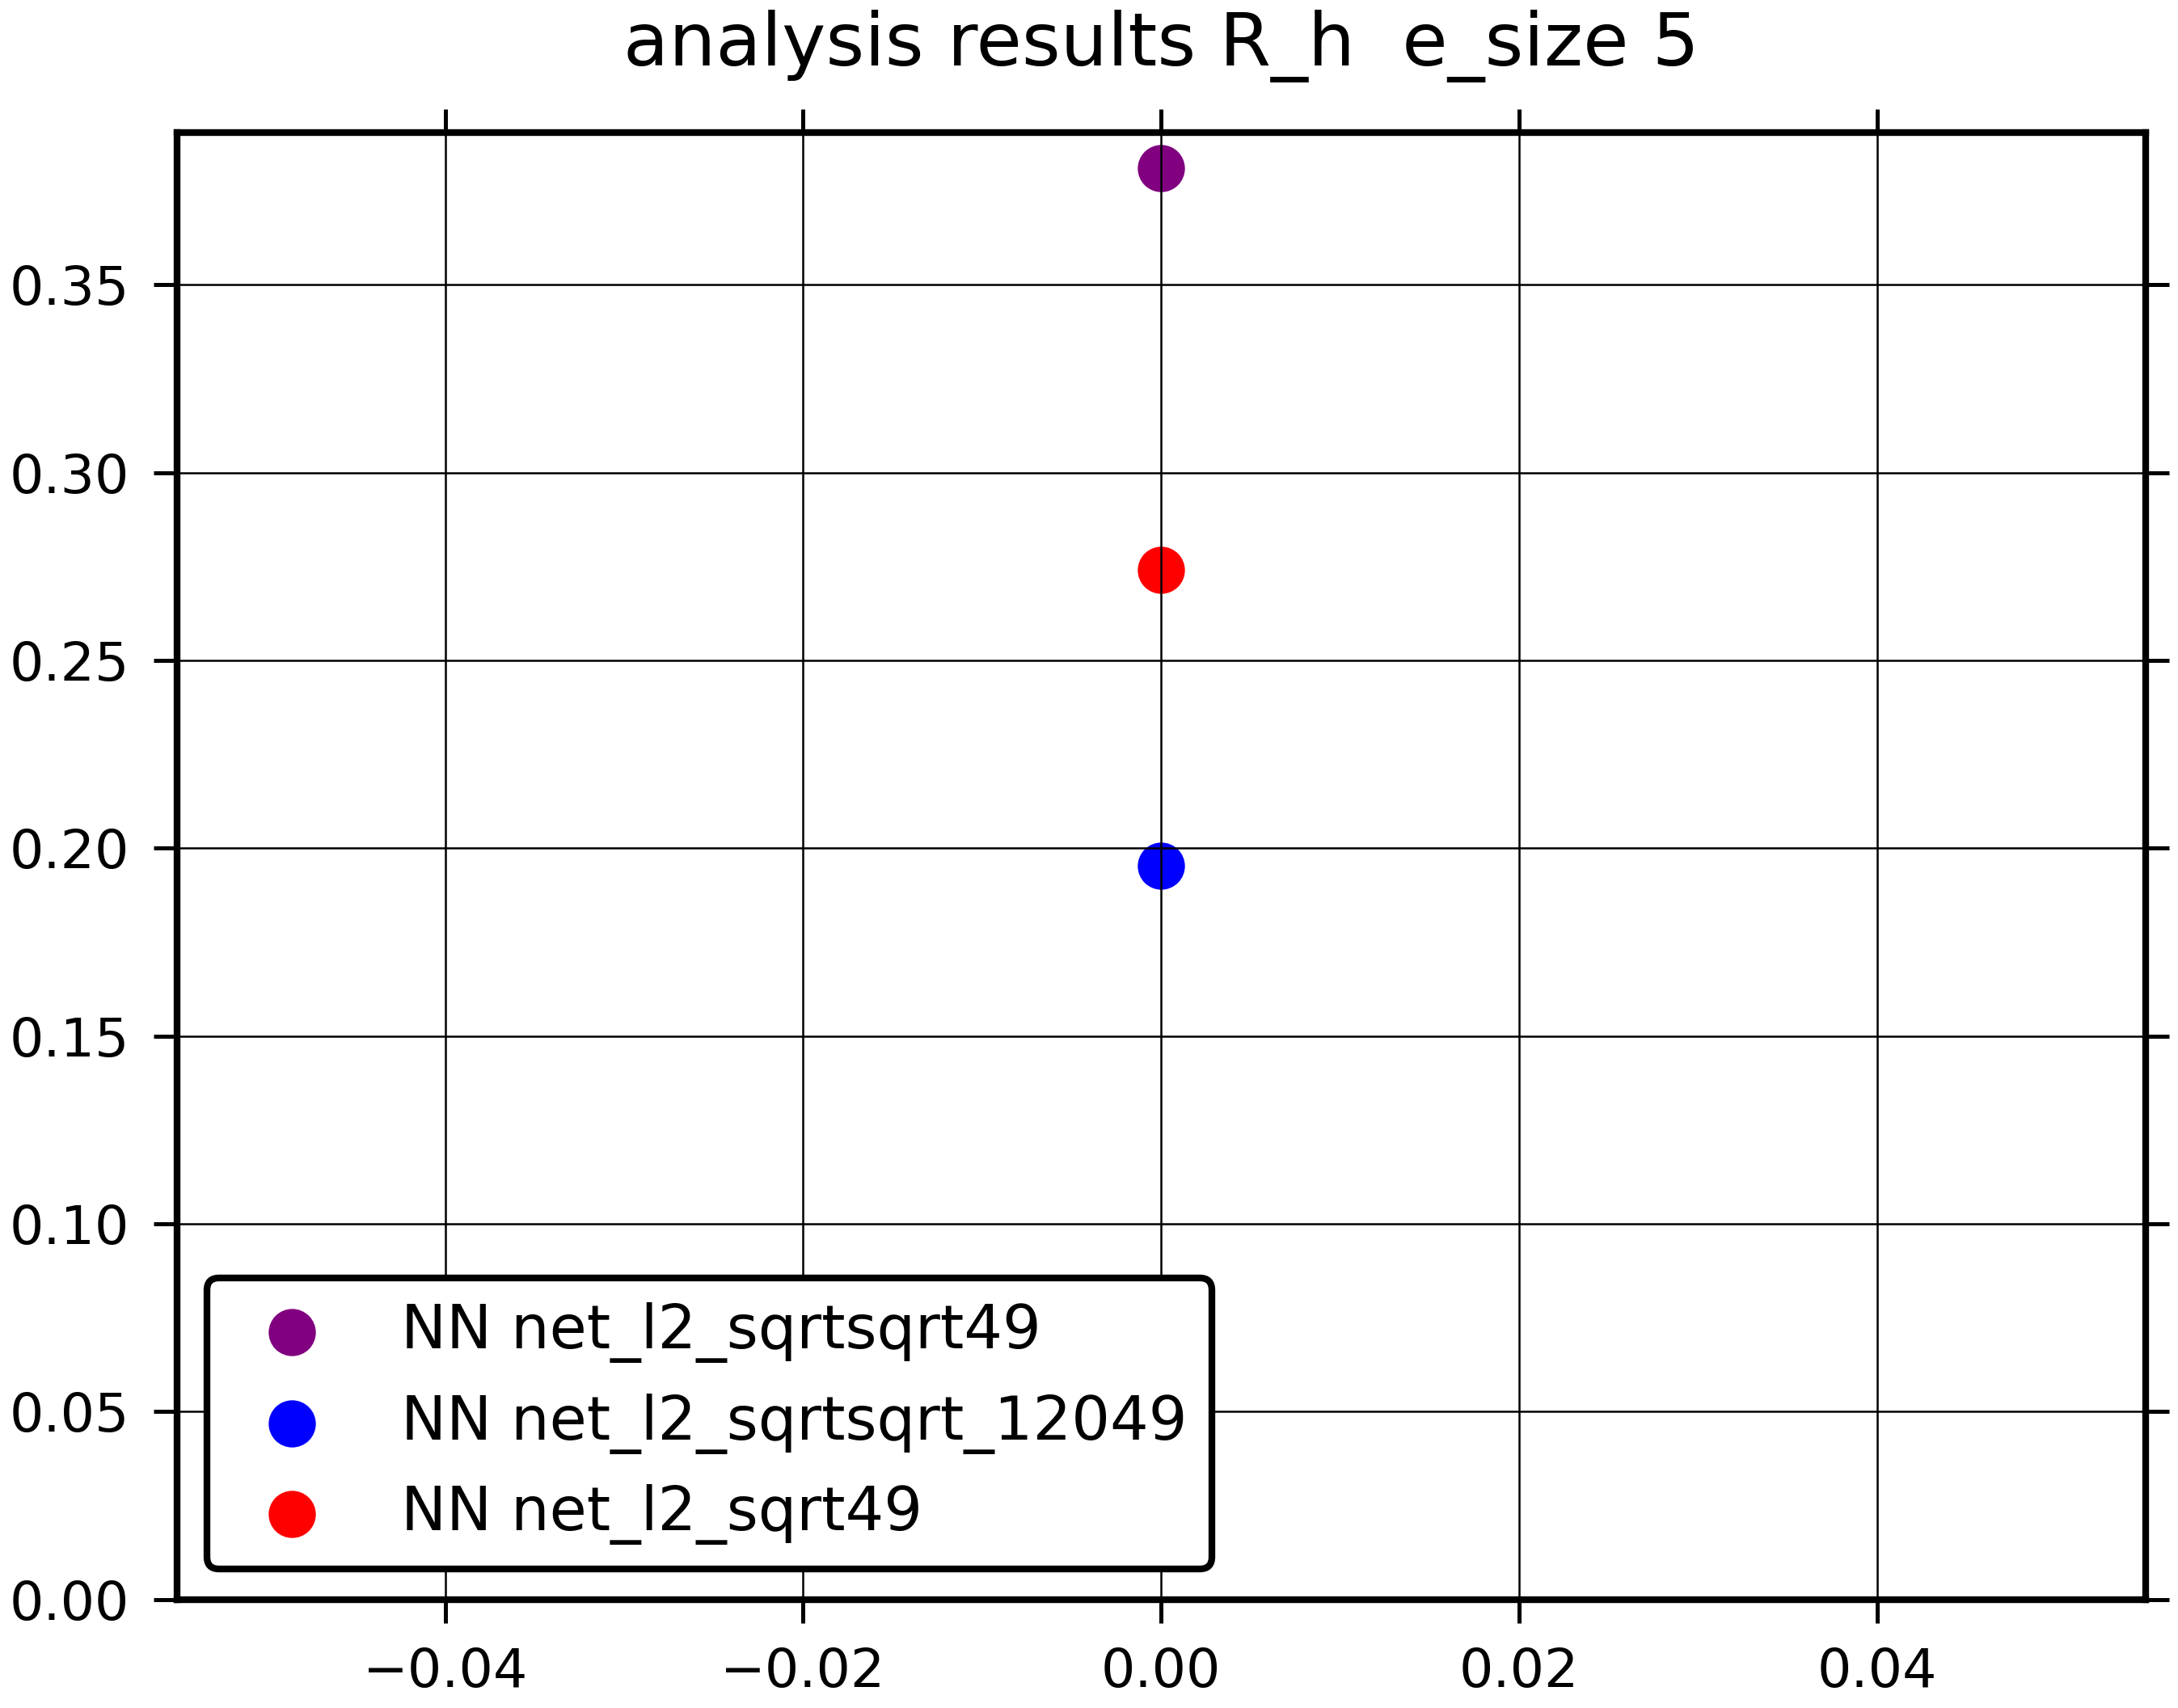 analysis results R_h  e_size 5
0.35
0.30
0.25
0.20
0.15
0.10
0.05
0.00
NN net_l2_sqrtsqrt49
NN net_l2_sqrtsqrt_12049
NN net_l2_sqrt49
−0.04 −0.02 0.00 0.02 0.04